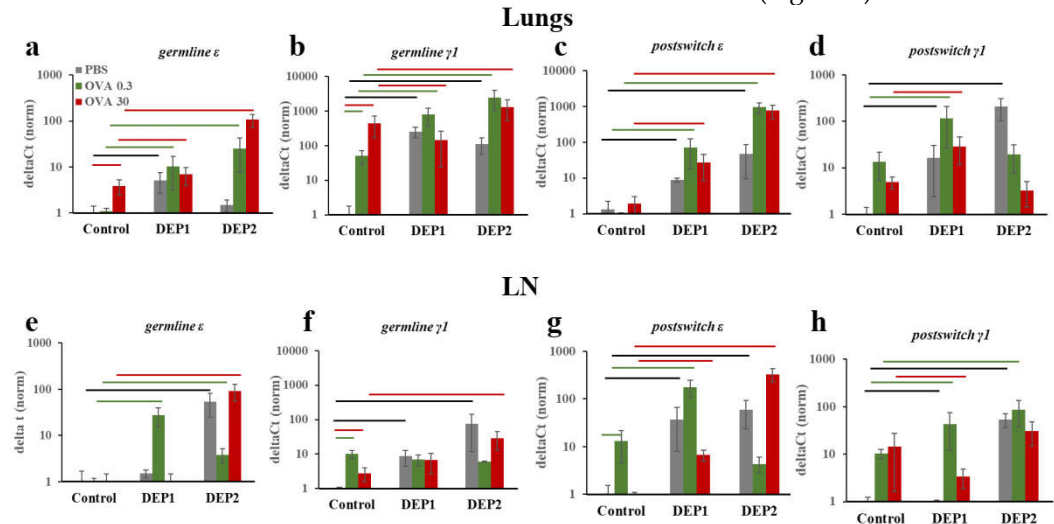 Lungs
a
germline ε
PBS
OVA 0.3
OVA 30
deltaCt (norm)
1000
100
10
1
Control DEP1 DEP2
b
germline γ1
deltaCt (norm)
10000
1000
100
10
1
Control DEP1 DEP2
c
postswitch ε
deltaCt (norm)
10000
1000
100
10
1
Control DEP1 DEP2
d
postswitch γ1
deltaCt (norm)
1000
100
10
1
Control DEP1 DEP2
LN
e
germline ε
delta t (norm)
1000
100
10
1
Control DEP1 DEP2
f
germline γ1
deltaCt (norm)
10000
1000
100
10
1
Control DEP1 DEP2
g
postswitch ε
deltaCt (norm)
1000
100
10
1
Control DEP1 DEP2
h
postswitch γ1
deltaCt (norm)
1000
100
10
1
Control DEP1 DEP2